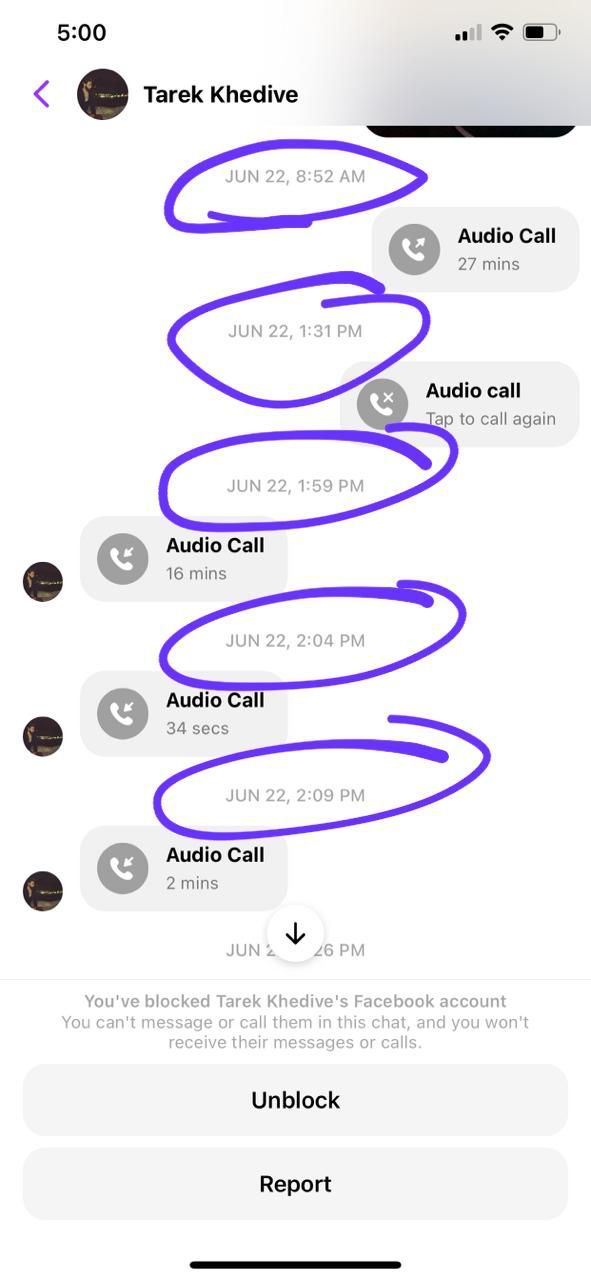 5:00
Tarek Khedive
JUN 22, 8:52 AM
Audio Call
27 mins
JUN 22, 1:31 PM
Audio call
Tap to call again
JUN 22, 1:59 PM
Audio Call
16 mins
JUN 22, 2:04 PM
Audio Call
34 secs
JUN 22, 2:09 PM
Audio Call
2 mins
JUN 26 PM
You've blocked Tarek Khedive's Facebook account
You can't message or call them in this chat, and you won't
receive their messages or calls.
Unblock
Report